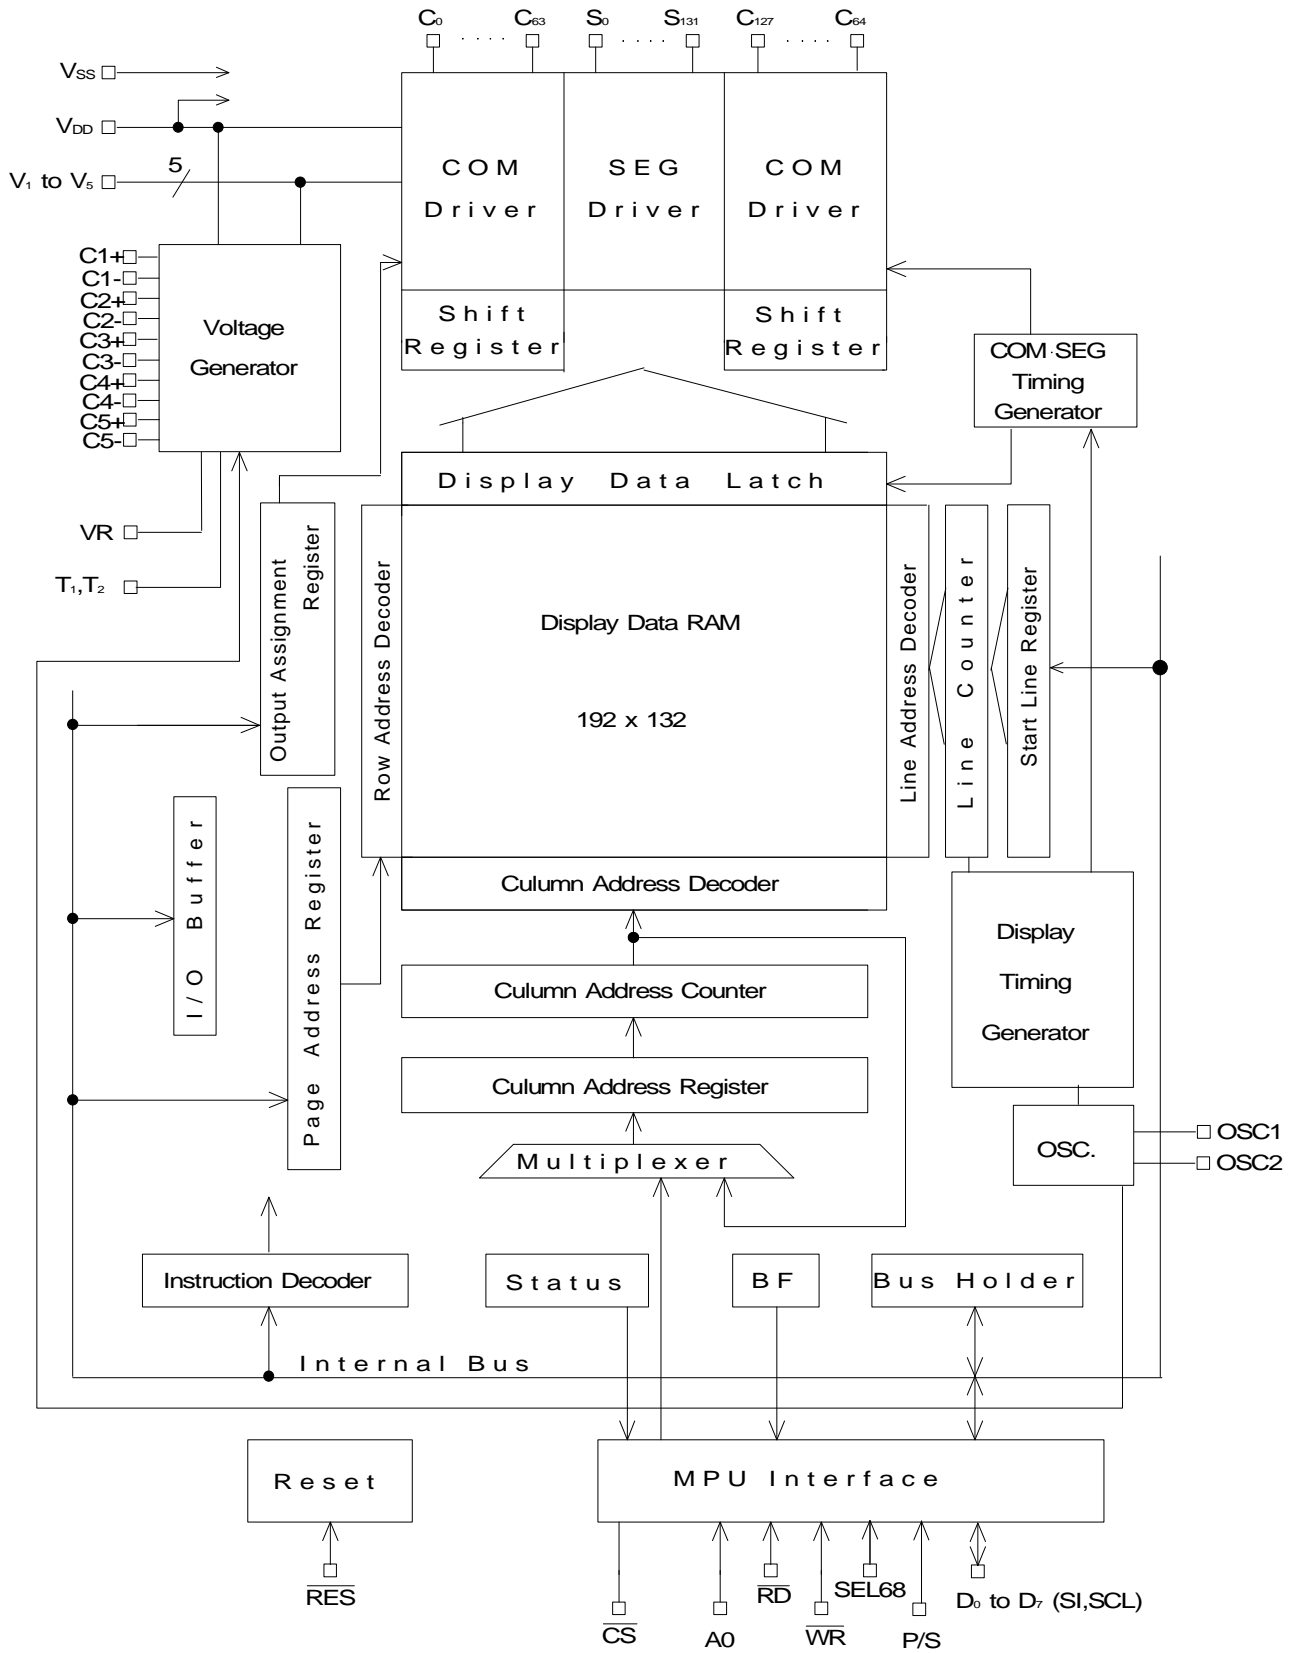 C₀ C₆₃ S₀ S₁₃₁ C₁₂₇ C₆₄
VSS
VDD
5
V₁ to V₅
COM Driver
SEG Driver
COM Driver
C1+
C1-
C2+
C2-
C3+
C3-
C4+
C4-
C5+
C5-
Voltage
Generator
Shift
Register
Shift
Register
COM·SEG
Timing
Generator
Display Data Latch
VR
T₁,T₂
Output Assignment
Register
Row Address Decoder
Display Data RAM
192 x 132
Line Address Decoder
Line Counter
Start Line Register
I/O Buffer
Page Address Register
Culumn Address Decoder
Culumn Address Counter
Culumn Address Register
Multiplexer
Display
Timing
Generator
OSC.
OSC1
OSC2
Instruction Decoder
Status
BF
Bus Holder
Internal Bus
Reset
MPU Interface
RES
CS
A0
RD
WR
SEL68
P/S
D₀ to D₇ (SI,SCL)